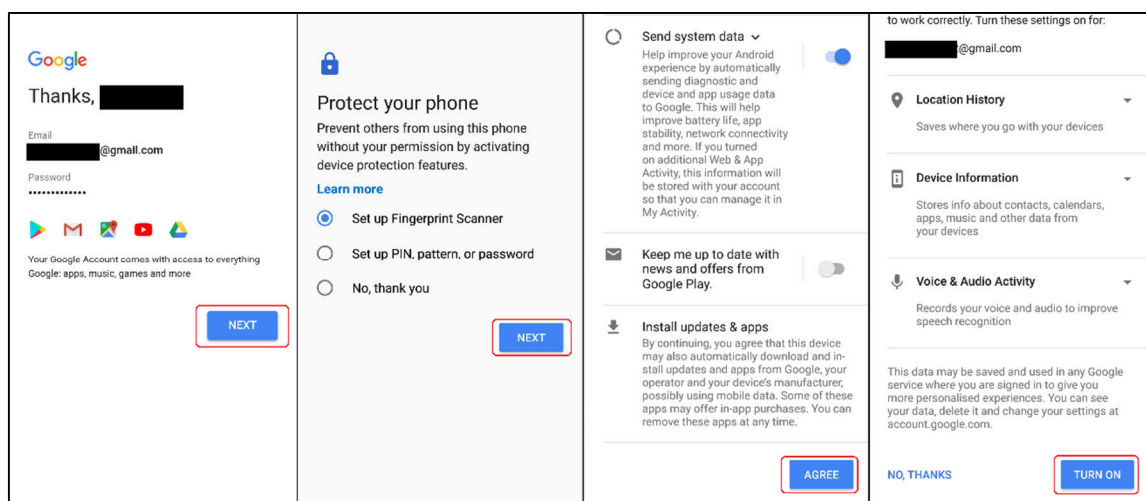 Google
Thanks,
Email
@gmall.com
Password
Your Google Account comes with access to everything
Google: apps, music, games and more
NEXT
Protect your phone
Prevent others from using this phone
without your permission by activating
device protection features.
Learn more
Set up Fingerprint Scanner
Set up PIN, pattern, or password
No, thank you
NEXT
Send system data
Help improve your Android
experience by automatically
sending diagnostic and
device and app usage data
to Google. This will help
improve battery life, app
stability, network connectivity
and more. If you turned
on additional Web & App
Activity, this information will
be stored with your account
so that you can manage it in
My Activity.
Keep me up to date with
news and offers from
Google Play.
Install updates & apps
By continuing, you agree that this device
may also automatically download and in-
stall updates and apps from Google, your
operator and your device's manufacturer,
possibly using mobile data. Some of these
apps may offer in-app purchases. You can
remove these apps at any time.
AGREE
to work correctly. Turn these settings on for:
@gmail.com
Location History
Saves where you go with your devices
Device Information
Stores info about contacts, calendars,
apps, music and other data from
your devices
Voice & Audio Activity
Records your voice and audio to improve
speech recognition
This data may be saved and used in any Google
service where you are signed in to give you
more personalised experiences. You can see
your data, delete it and change your settings at
account.google.com.
NO, THANKS
TURN ON